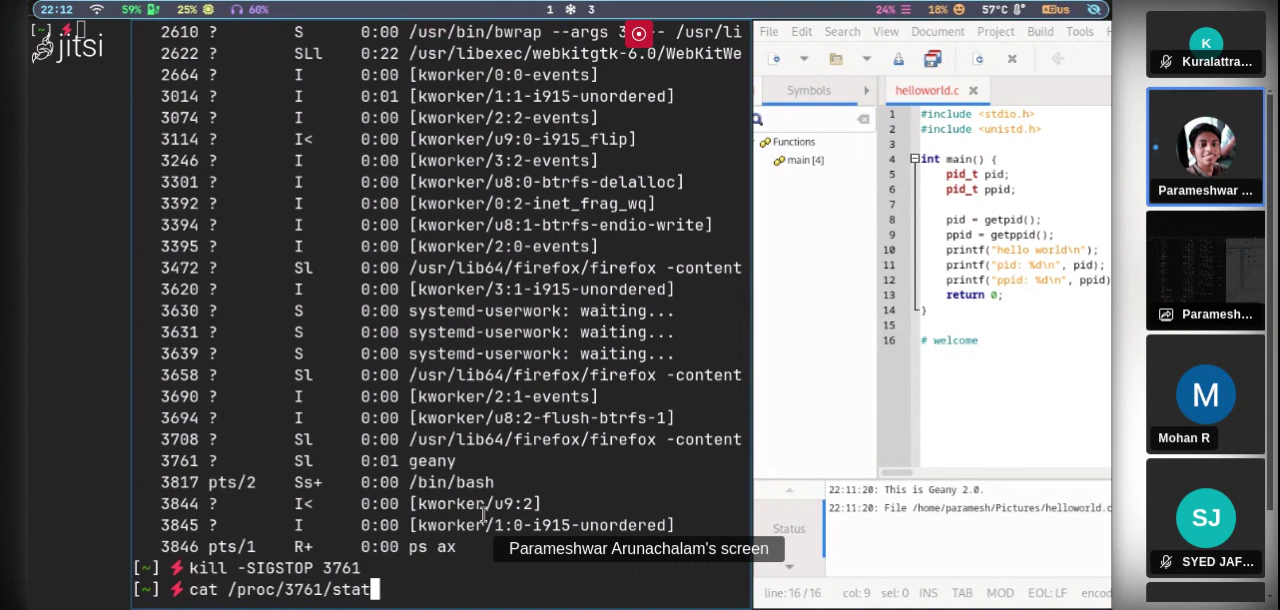 22:12 59% 25% 60% 1 3 24% 18% 57°C us
[~]
jitsi
2610 ? S 0:00 /usr/bin/bwrap --args 3 -- /usr/li
2622 ? SLl 0:22 /usr/libexec/webkitgtk-6.0/WebKitWe
2664 ? I 0:00 [kworker/0:0-events]
3014 ? I 0:01 [kworker/1:1-i915-unordered]
3074 ? I 0:00 [kworker/2:2-events]
3114 ? I< 0:00 [kworker/u9:0-i915_flip]
3246 ? I 0:00 [kworker/3:2-events]
3301 ? I 0:00 [kworker/u8:0-btrfs-delalloc]
3392 ? I 0:00 [kworker/0:2-inet_frag_wq]
3394 ? I 0:00 [kworker/u8:1-btrfs-endio-write]
3395 ? I 0:00 [kworker/2:0-events]
3472 ? Sl 0:00 /usr/lib64/firefox/firefox -content
3620 ? I 0:00 [kworker/3:1-i915-unordered]
3630 ? S 0:00 systemd-userwork: waiting...
3631 ? S 0:00 systemd-userwork: waiting...
3639 ? S 0:00 systemd-userwork: waiting...
3658 ? Sl 0:00 /usr/lib64/firefox/firefox -content
3690 ? I 0:00 [kworker/2:1-events]
3694 ? I 0:00 [kworker/u8:2-flush-btrfs-1]
3708 ? Sl 0:00 /usr/lib64/firefox/firefox -content
3761 ? Sl 0:01 geany
3817 pts/2 Ss+ 0:00 /bin/bash
3844 ? I< 0:00 [kworker/u9:2]
3845 ? I 0:00 [kworker/1:0-i915-unordered]
3846 pts/1 R+ 0:00 ps ax
[~] kill -SIGSTOP 3761
[~] cat /proc/3761/stat
Parameshwar Arunachalam's screen
File Edit Search View Document Project Build Tools H
Symbols
helloworld.c
Functions
main [4]
1 #include <stdio.h>
2 #include <unistd.h>
3
4 int main() {
5 pid_t pid;
6 pid_t ppid;
7
8 pid = getpid();
9 ppid = getppid();
10 printf("hello world\n");
11 printf("pid: %d\n", pid);
12 printf("ppid: %d\n", ppid)
13 return 0;
14 }
15
16 # welcome
Status
22:11:20: This is Geany 2.0.
22:11:20: File /home/paramesh/Pictures/helloworld.c
line: 16 / 16 col: 9 sel: 0 INS TAB MOD EOL: LF encod
K
Kuralattra...
Parameshwar ...
Paramesh...
M
Mohan R
SJ
SYED JAF...